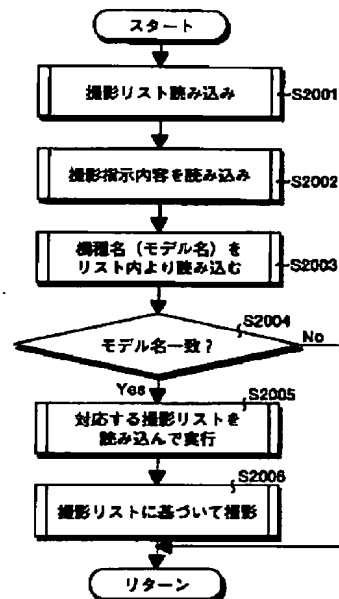 スタート
撮影リスト読み込み
S2001
撮影指示内容を読み込み
S2002
機種名（モデル名）を
リスト内より読み込む
S2003
S2004
モデル名一致？
No
Yes
S2005
対応する撮影リストを
読み込んで実行
S2006
撮影リストに基づいて撮影
リターン